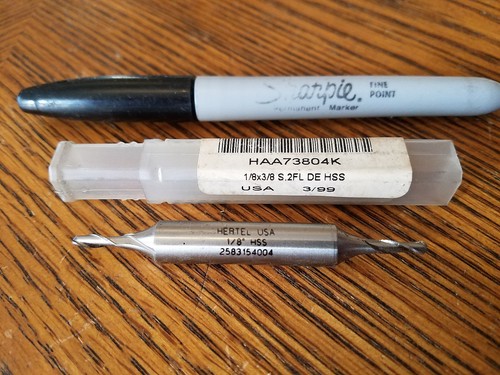 Sharpie. FINE
POINT
Permanent Marker
HAA73804K
1/8x3/8 S.2FL DE HSS
USA 3/99
HERTEL USA
1/8" HSS
2583154004